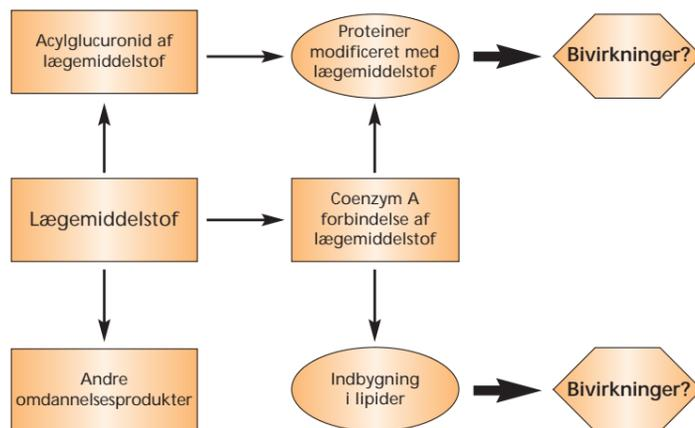 Acylglucuronid af
lægemiddelstof
Proteiner
modificeret med
lægemiddelstof
Bivirkninger?
Lægemiddelstof
Coenzym A
forbindelse af
lægemiddelstof
Andre
omdannelsesprodukter
Indbygning
i lipider
Bivirkninger?